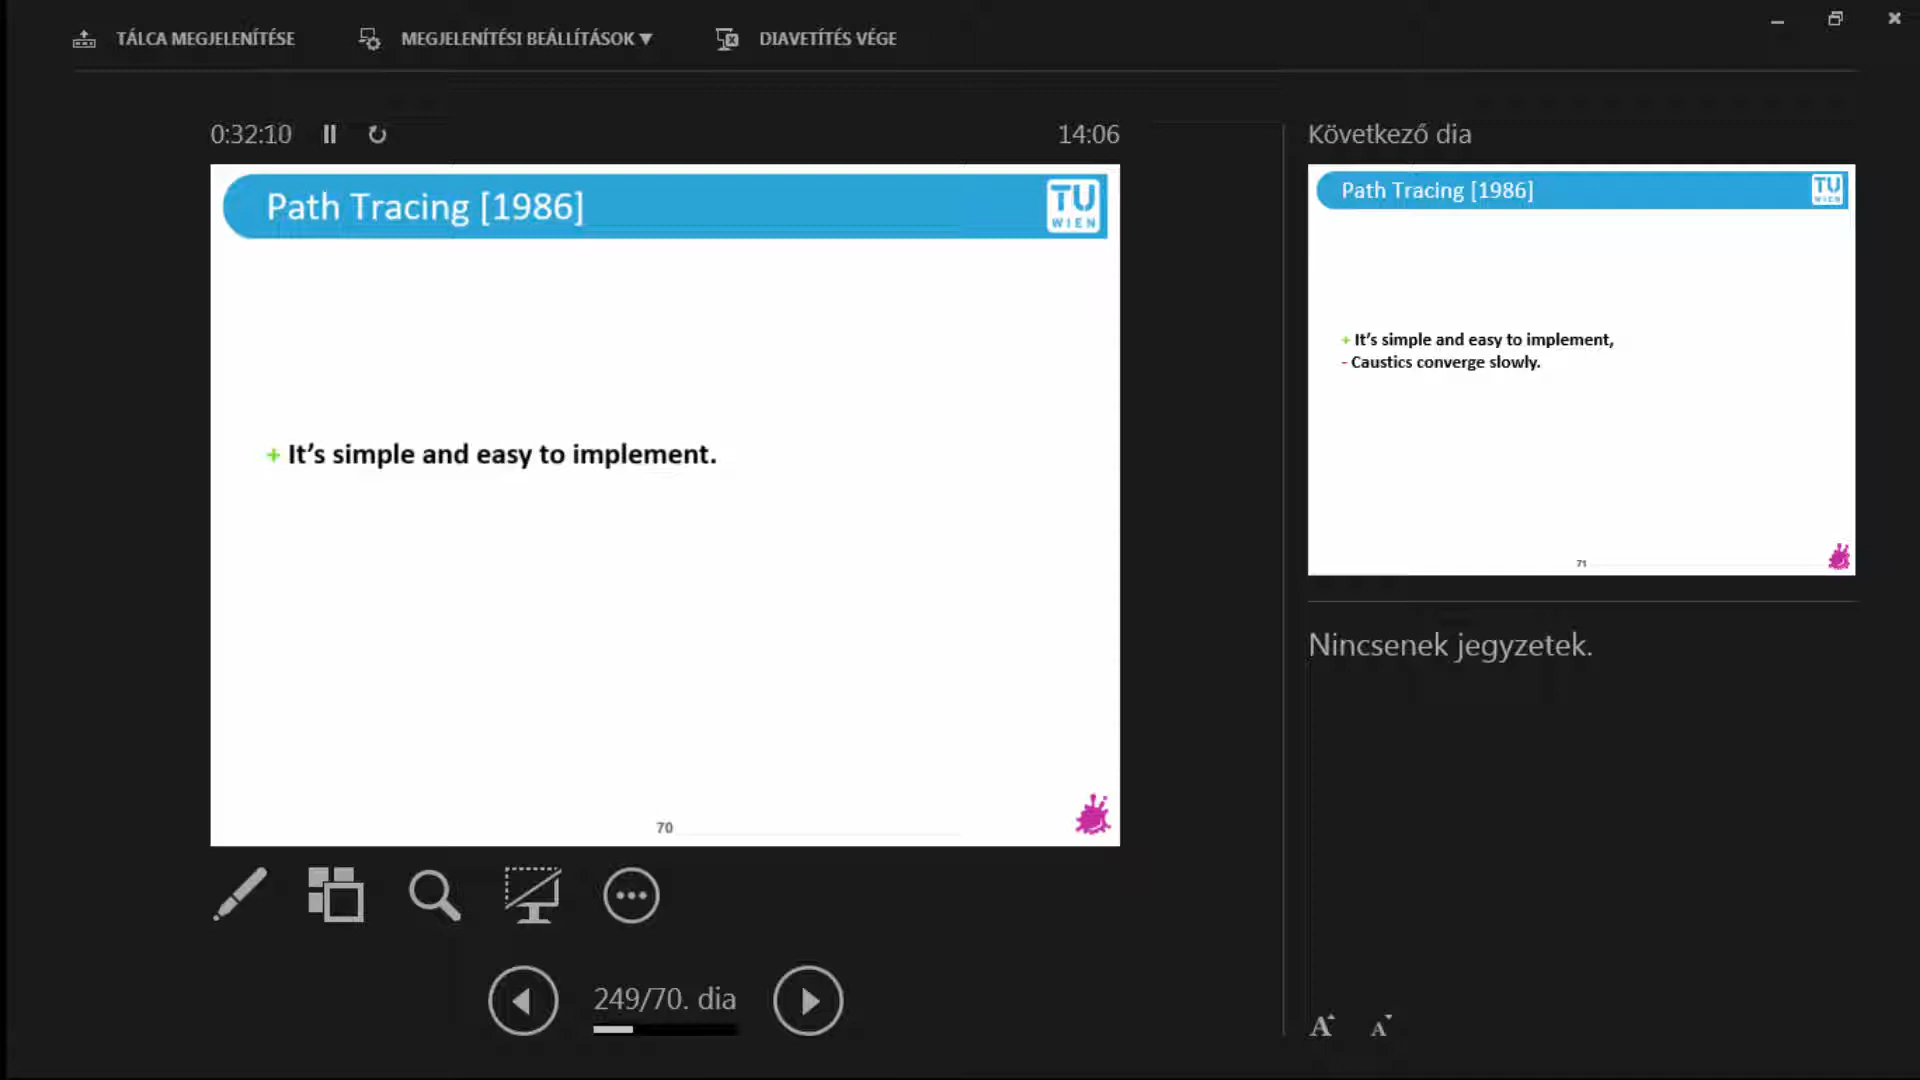 TÁLCA MEGJELENÍTÉSE
MEGJELENÍTÉSI BEÁLLÍTÁSOK ▼
DIAVETÍTÉS VÉGE
0:32:10
14:06
Path Tracing [1986]
TU
WIEN
+ It's simple and easy to implement.
70
249/70. dia
Következő dia
Path Tracing [1986]
TU
WIEN
+ It's simple and easy to implement,
- Caustics converge slowly.
71
Nincsenek jegyzetek.
A A